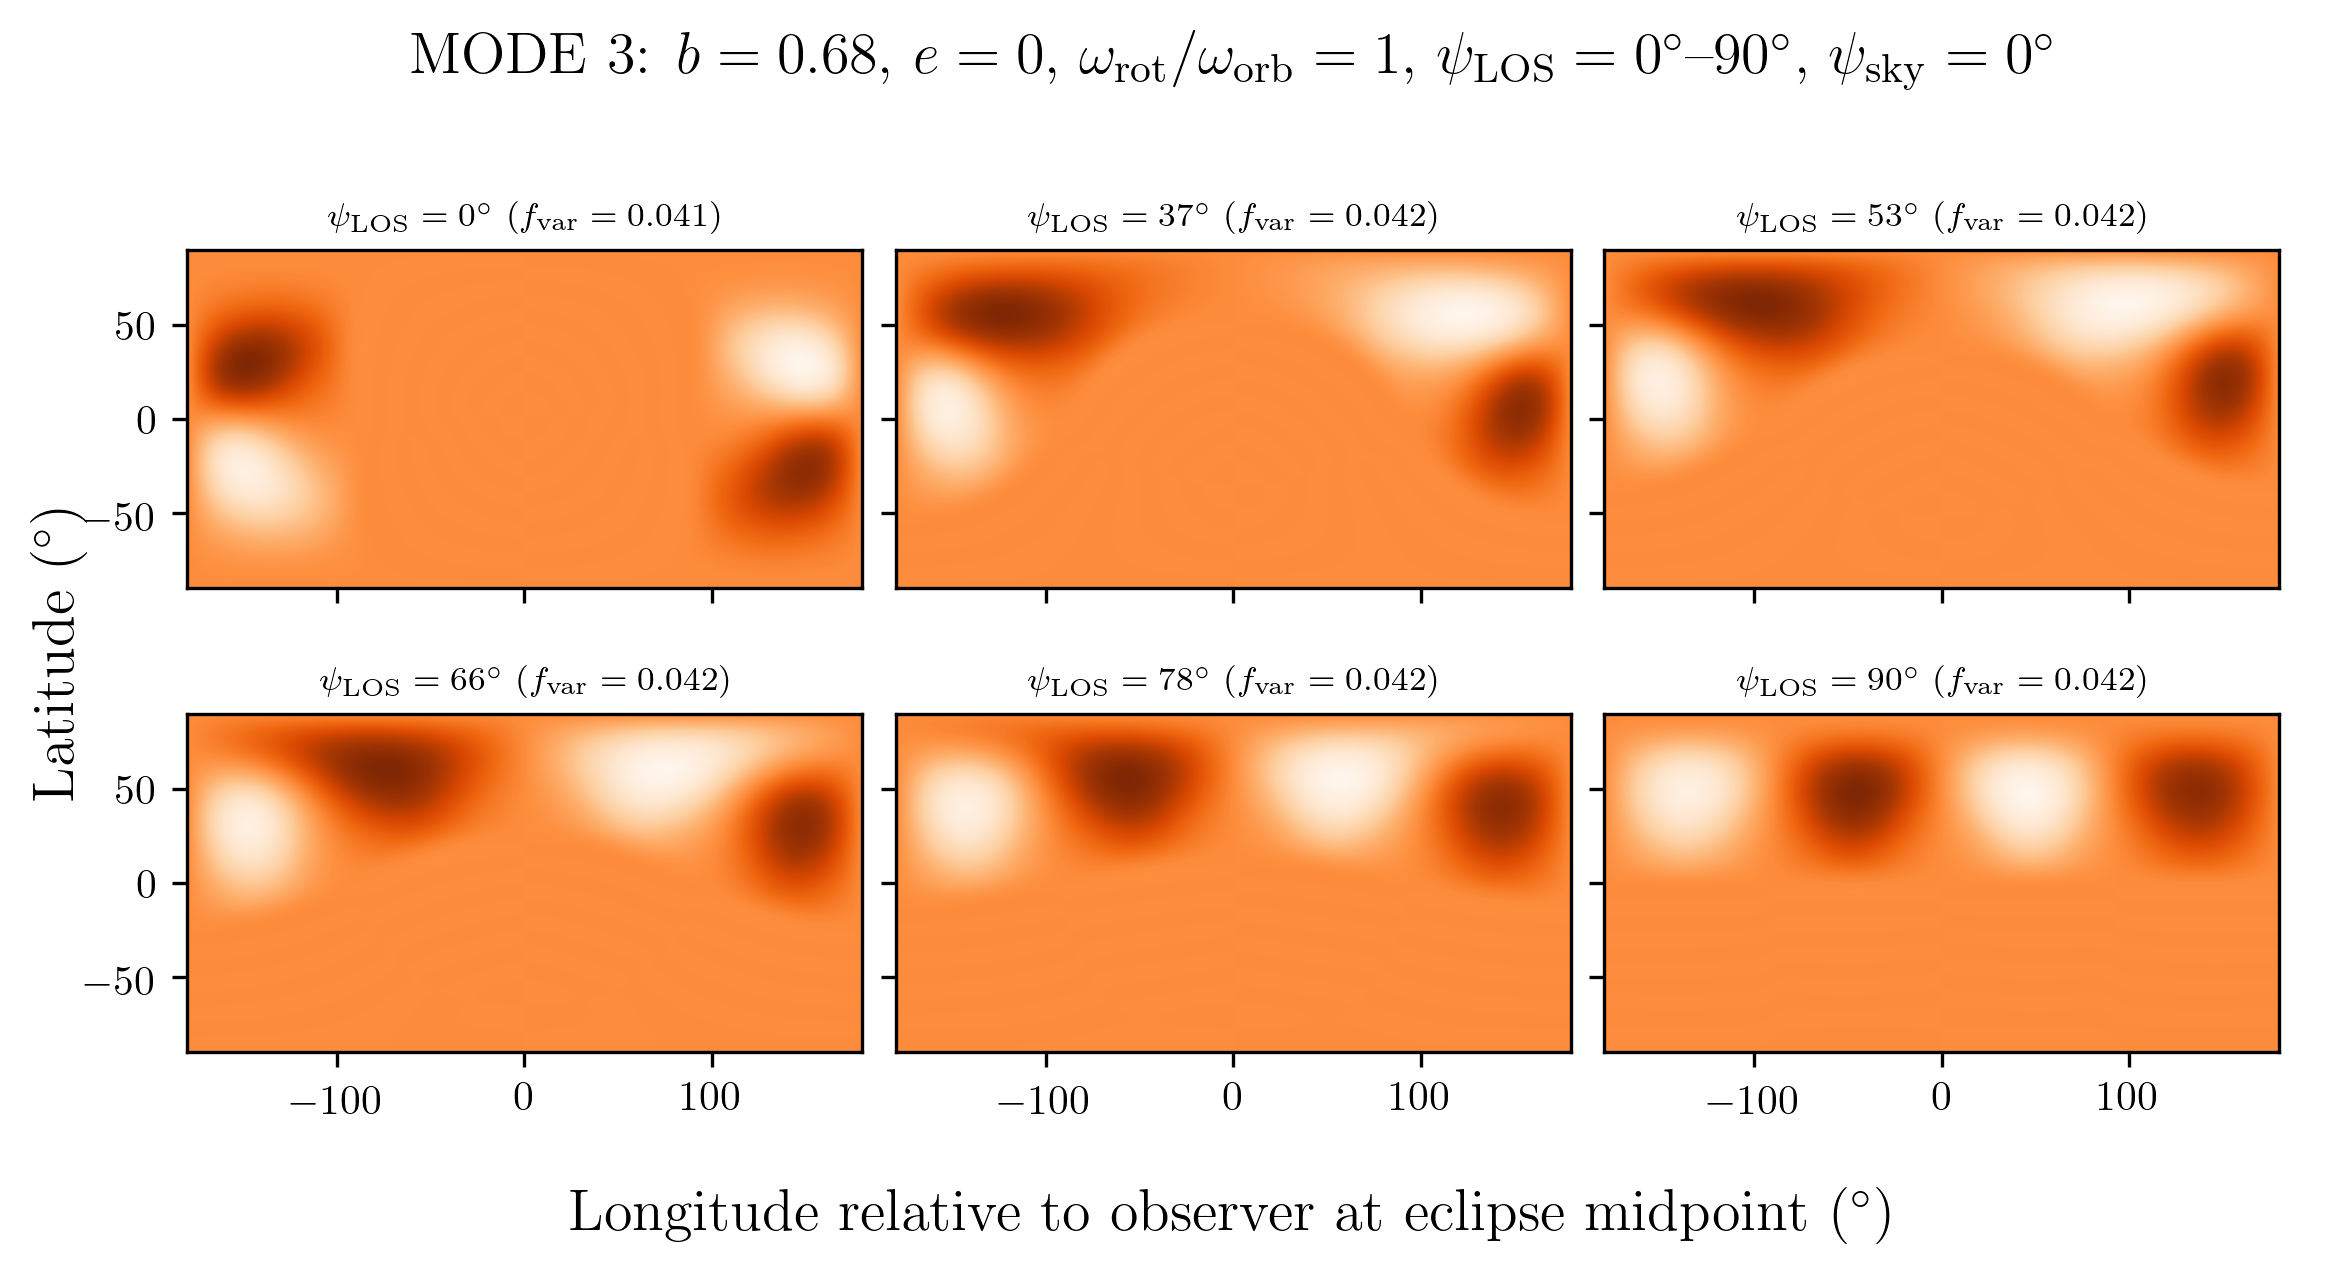 MODE 3: b = 0.68, e = 0, ω_rot/ω_orb = 1, ψ_LOS = 0°–90°, ψ_sky = 0°
ψ_LOS = 0° (f_var = 0.041)
ψ_LOS = 37° (f_var = 0.042)
ψ_LOS = 53° (f_var = 0.042)
50
0
−50
ψ_LOS = 66° (f_var = 0.042)
ψ_LOS = 78° (f_var = 0.042)
ψ_LOS = 90° (f_var = 0.042)
50
0
−50
Latitude (°)
−100 0 100
−100 0 100
−100 0 100
Longitude relative to observer at eclipse midpoint (°)